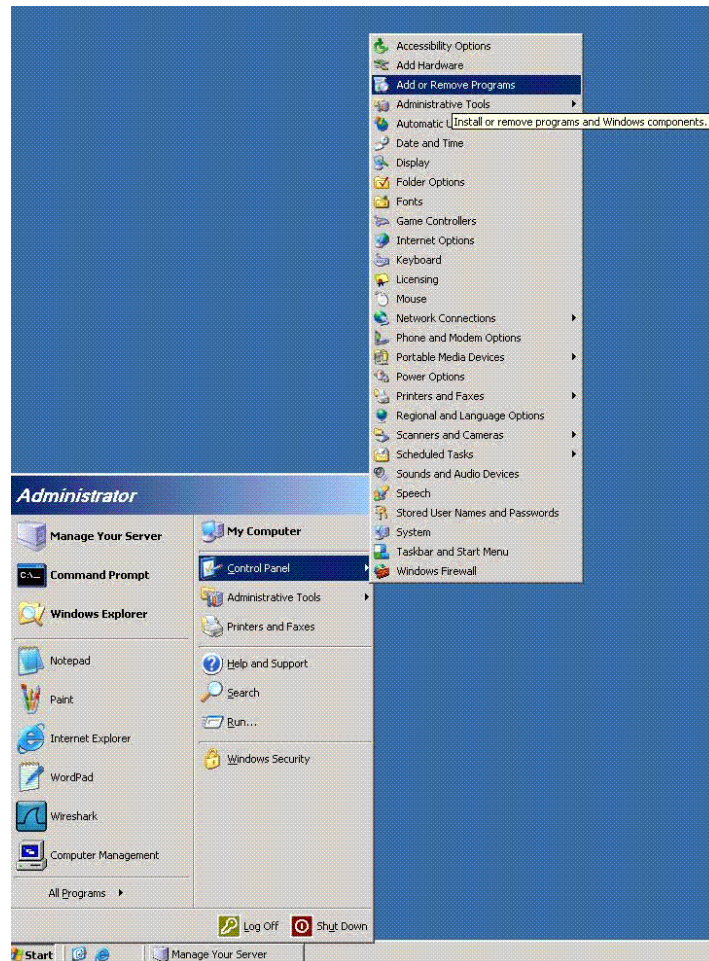 Accessibility Options
Add Hardware
Add or Remove Programs
Administrative Tools
Automatic U
Install or remove programs and Windows components.
Date and Time
Display
Folder Options
Fonts
Game Controllers
Internet Options
Keyboard
Licensing
Mouse
Network Connections
Phone and Modem Options
Portable Media Devices
Power Options
Printers and Faxes
Regional and Language Options
Scanners and Cameras
Scheduled Tasks
Sounds and Audio Devices
Speech
Stored User Names and Passwords
System
Taskbar and Start Menu
Windows Firewall
Administrator
Manage Your Server
Command Prompt
Windows Explorer
Notepad
Paint
Internet Explorer
WordPad
Wireshark
Computer Management
All Programs
My Computer
Control Panel
Administrative Tools
Printers and Faxes
Help and Support
Search
Run...
Windows Security
Log Off
Shut Down
Start
Manage Your Server